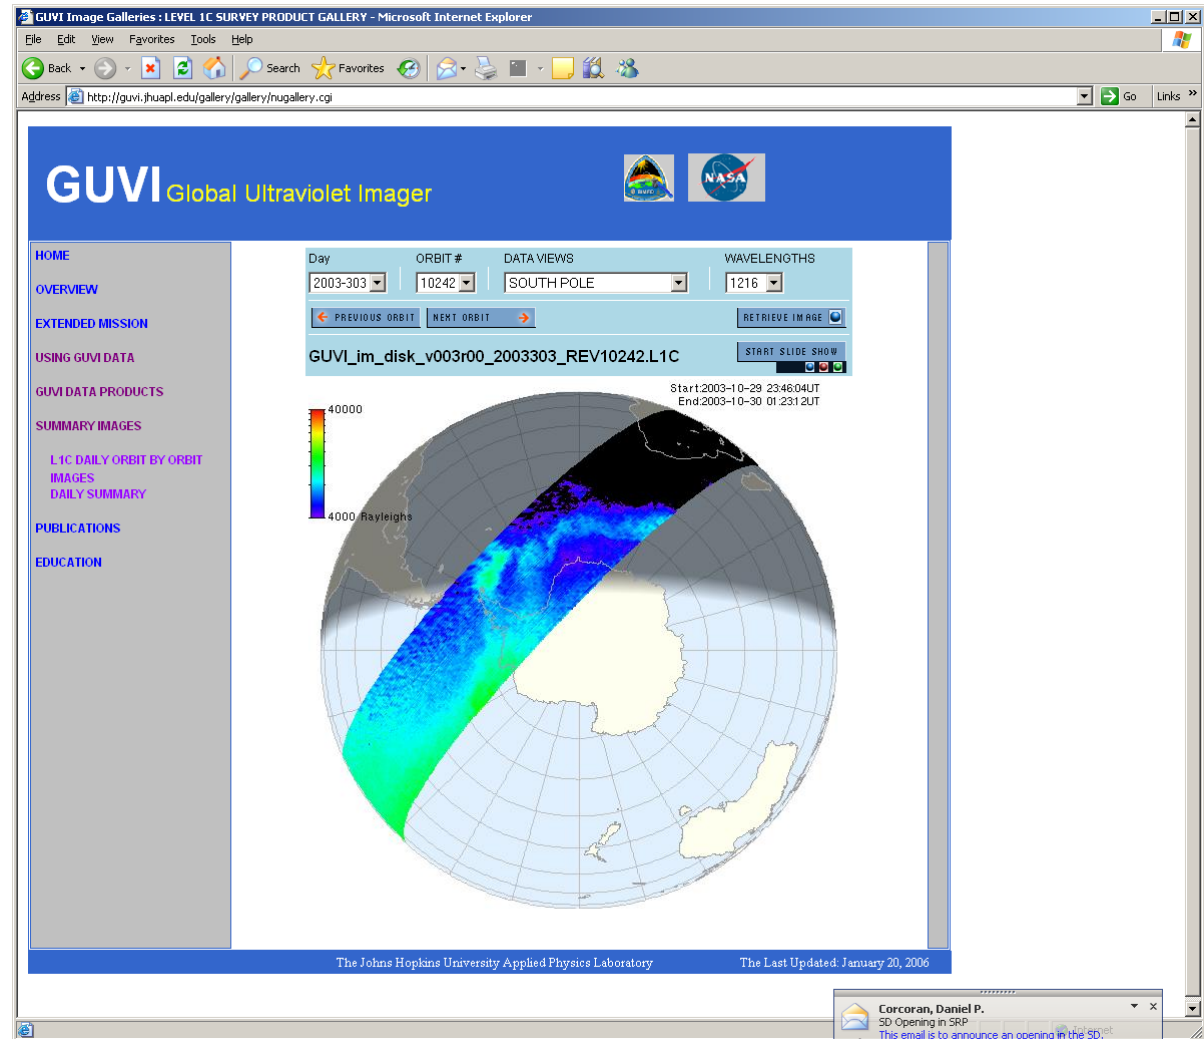 GUVI Image Galleries : LEVEL 1C SURVEY PRODUCT GALLERY - Microsoft Internet Explorer
File Edit View Favorites Tools Help
Back Search Favorites
Address http://guvi.jhuapl.edu/gallery/gallery/nugallery.cgi Go Links »
GUVI Global Ultraviolet Imager
NASA
HOME
OVERVIEW
EXTENDED MISSION
USING GUVI DATA
GUVI DATA PRODUCTS
SUMMARY IMAGES
L1C DAILY ORBIT BY ORBIT
IMAGES
DAILY SUMMARY
PUBLICATIONS
EDUCATION
Day ORBIT # DATA VIEWS WAVELENGTHS
2003-303 10242 SOUTH POLE 1216
PREVIOUS ORBIT NEXT ORBIT RETRIEVE IMAGE
GUVI_im_disk_v003r00_2003303_REV10242.L1C START SLIDE SHOW
Start:2003-10-29 23:46:04UT
End:2003-10-30 01:23:12UT
40000
4000 Rayleighs
The Johns Hopkins University Applied Physics Laboratory The Last Updated: January 20, 2006
Corcoran, Daniel P.
SD Opening in SRP
This email is to announce an opening in the SD.
Internet